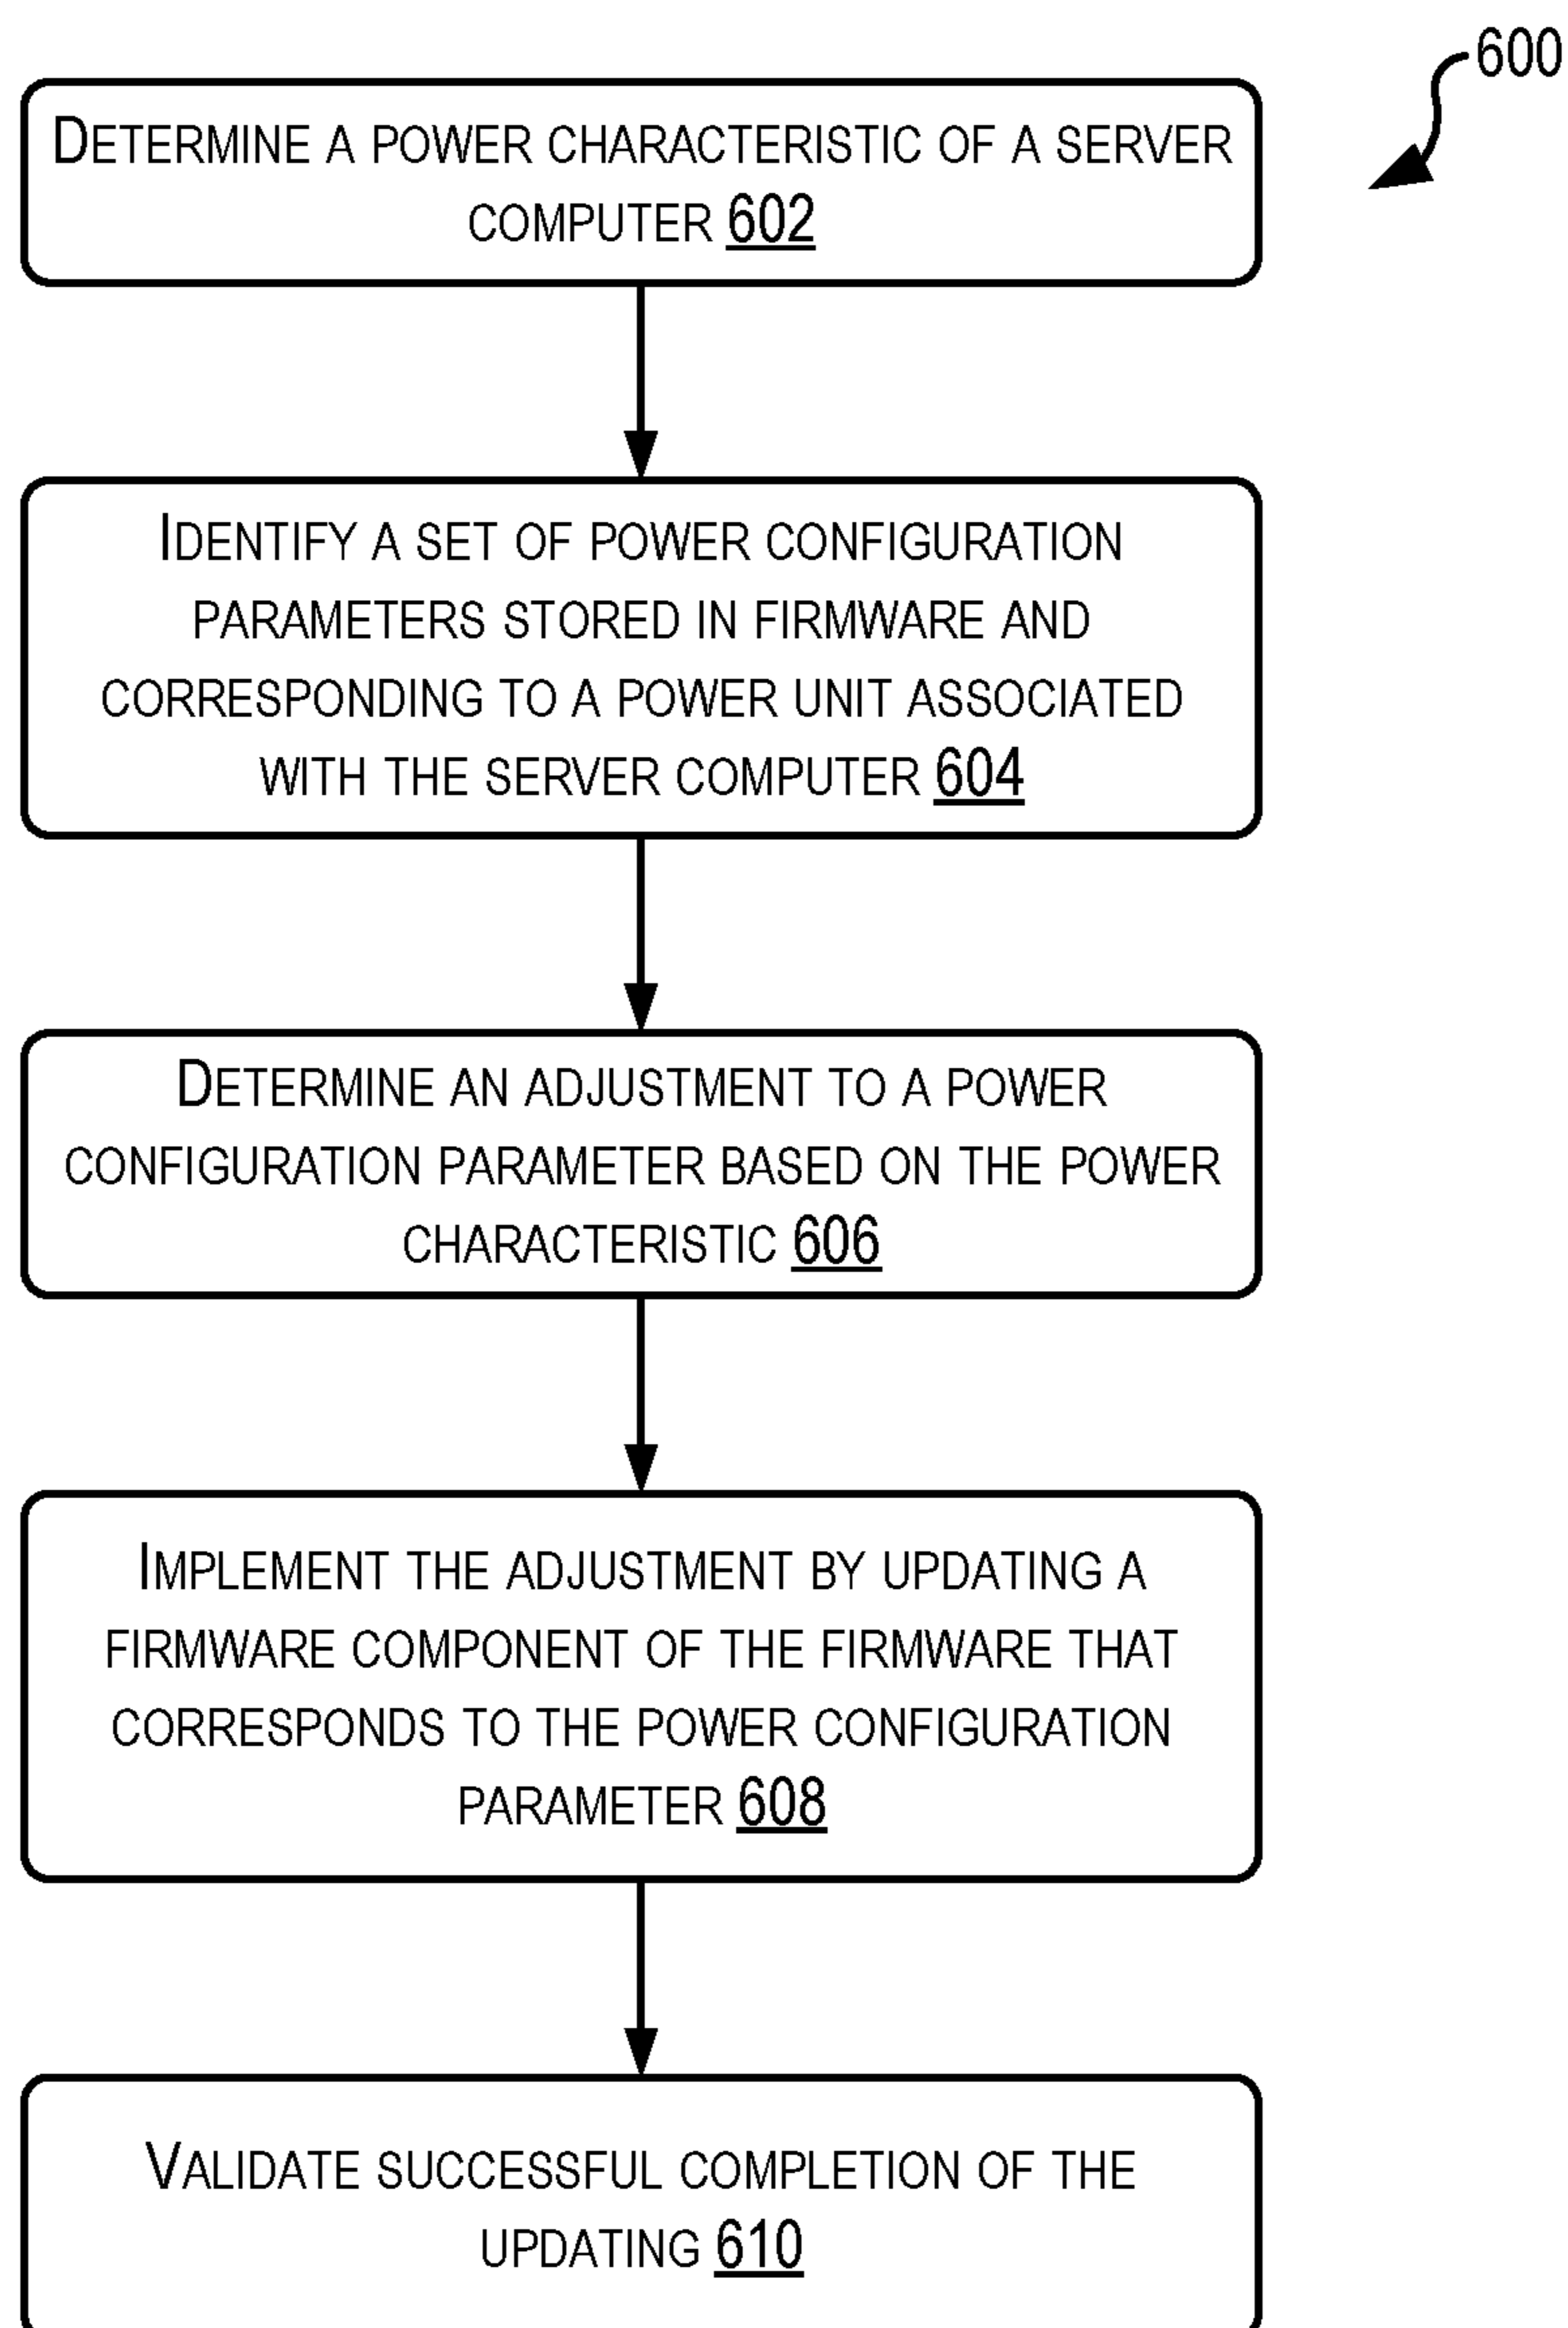 600
DETERMINE A POWER CHARACTERISTIC OF A SERVER
COMPUTER 602
IDENTIFY A SET OF POWER CONFIGURATION
PARAMETERS STORED IN FIRMWARE AND
CORRESPONDING TO A POWER UNIT ASSOCIATED
WITH THE SERVER COMPUTER 604
DETERMINE AN ADJUSTMENT TO A POWER
CONFIGURATION PARAMETER BASED ON THE POWER
CHARACTERISTIC 606
IMPLEMENT THE ADJUSTMENT BY UPDATING A
FIRMWARE COMPONENT OF THE FIRMWARE THAT
CORRESPONDS TO THE POWER CONFIGURATION
PARAMETER 608
VALIDATE SUCCESSFUL COMPLETION OF THE
UPDATING 610